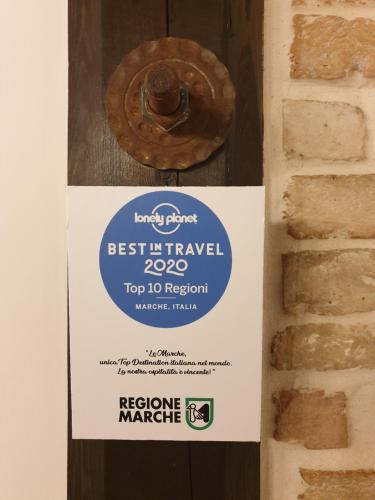 lonely planet
BEST IN TRAVEL
2020
Top 10 Regioni
MARCHE, ITALIA
"Le Marche,
unica Top Destination italiana nel mondo.
La nostra ospitalità è vincente!"
REGIONE
MARCHE